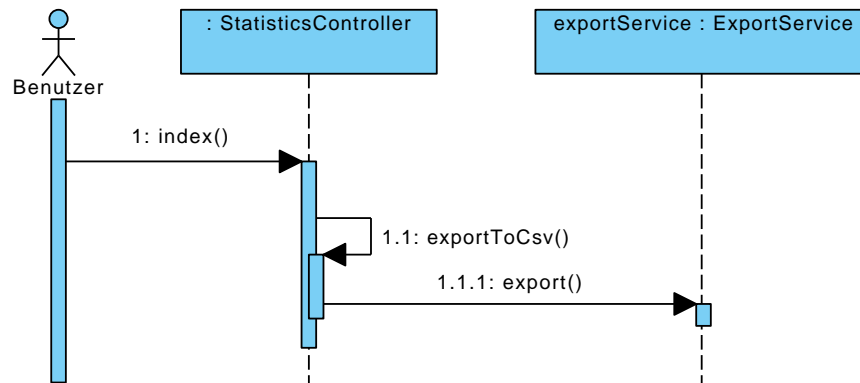 : StatisticsController
exportService : ExportService
Benutzer
1: index()
1.1: exportToCsv()
1.1.1: export()